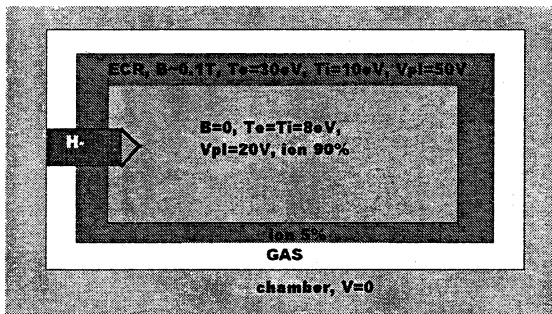 ECR, B~0.1T, Te=30eV, Ti=10eV, Vpl=50V
H-
B=0, Te=Ti=8eV,
Vpl=20V, ion 90%
ion 5%
GAS
chamber, V=0